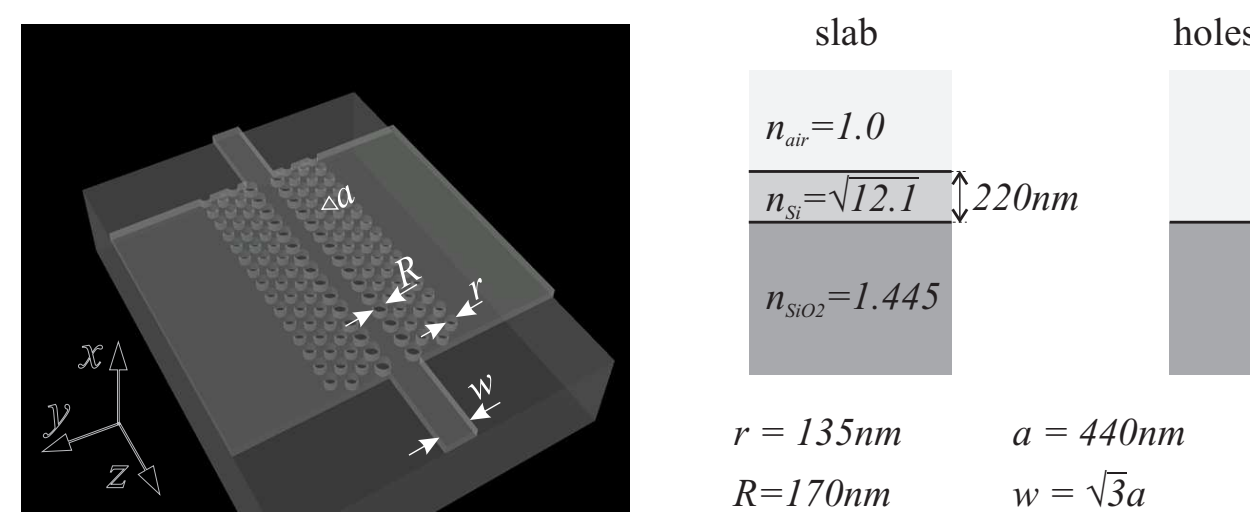 slab
holes
△a
R
r
w
x
y
z
n_air=1.0
n_Si=√12.1
220nm
n_SiO2=1.445
r = 135nm
a = 440nm
R=170nm
w = √3a